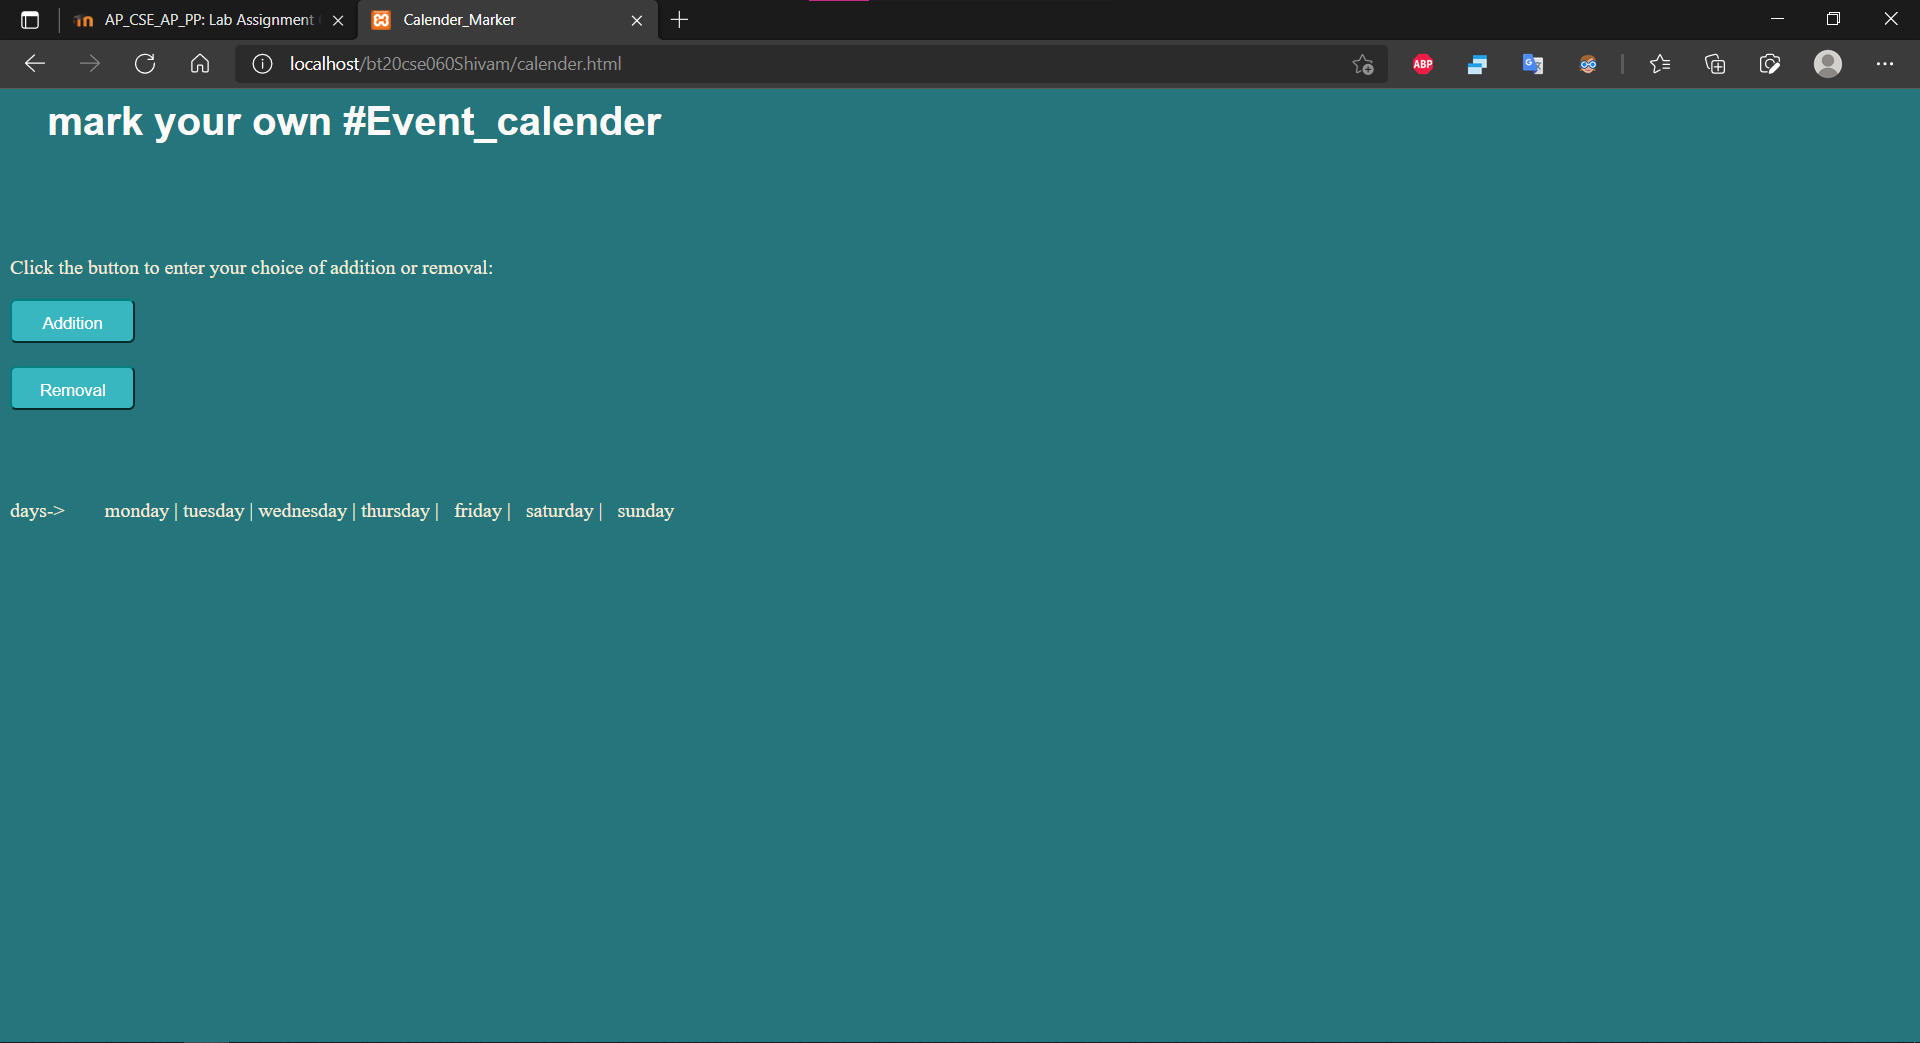 AP_CSE_AP_PP: Lab Assignment
Calender_Marker
localhost/bt20cse060Shivam/calender.html
ABP
mark your own #Event_calender
Click the button to enter your choice of addition or removal:
Addition
Removal
days-> monday | tuesday | wednesday | thursday | friday | saturday | sunday